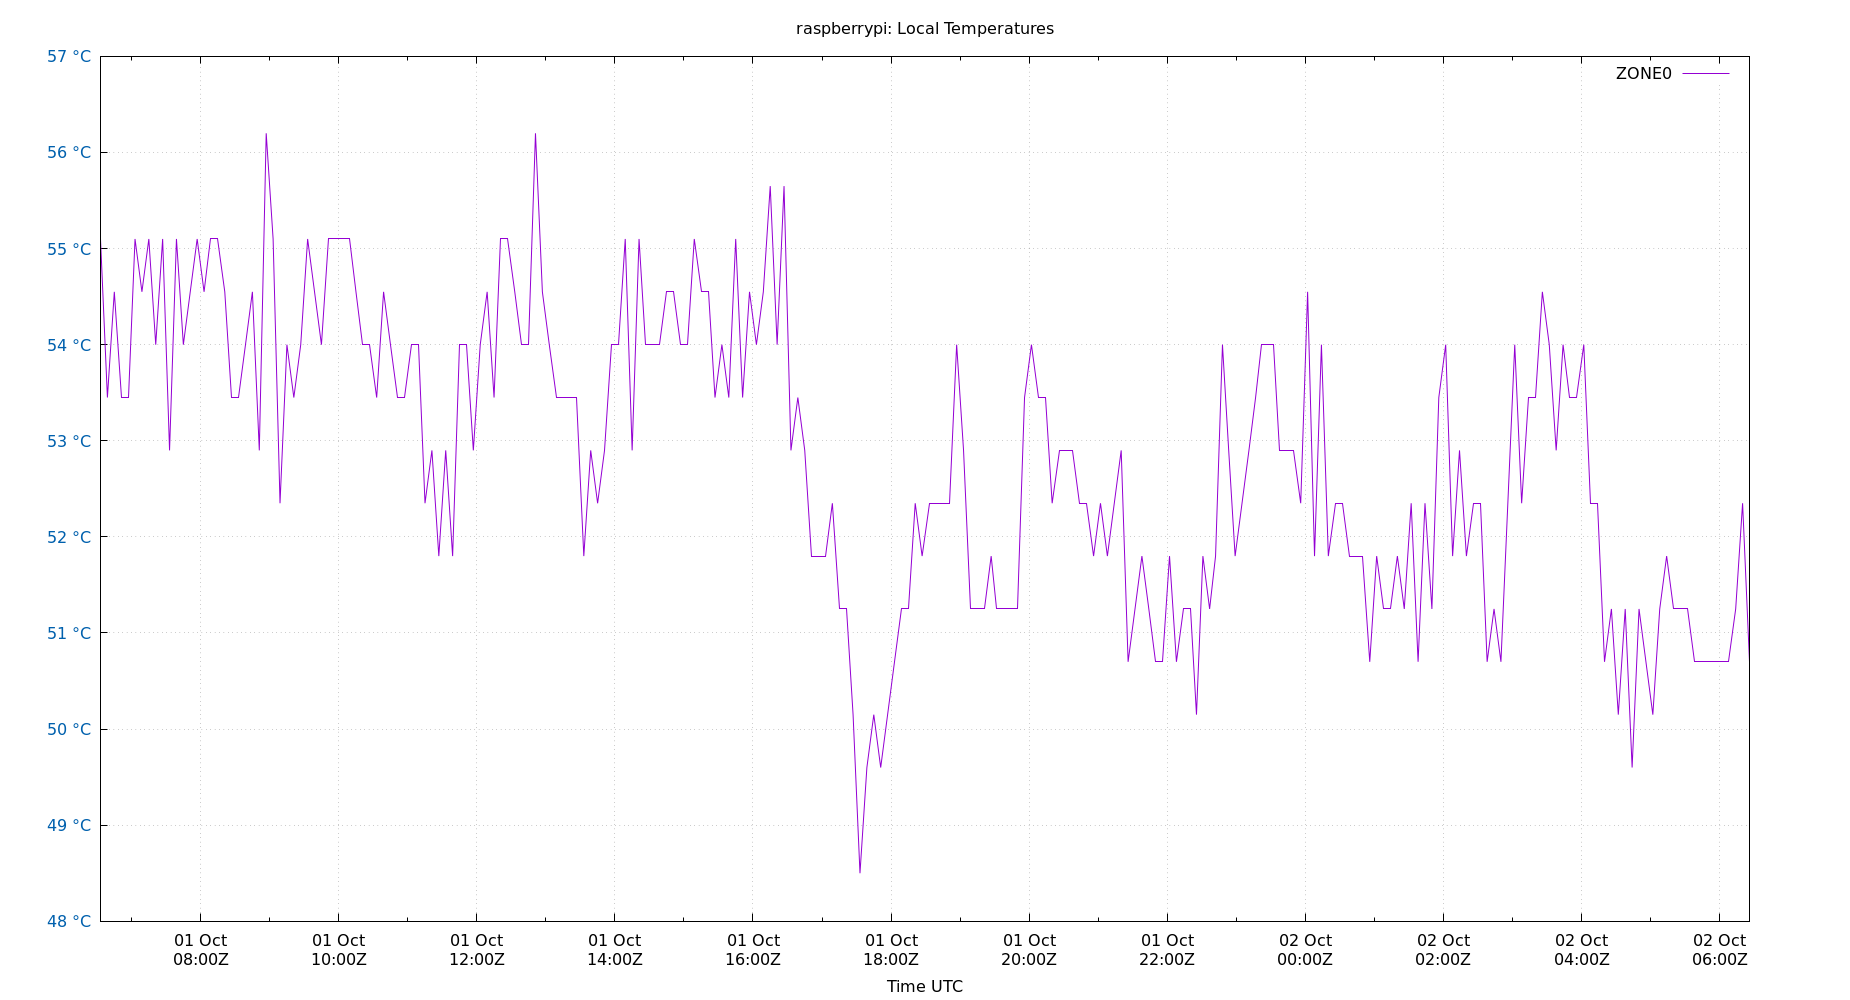 raspberrypi: Local Temperatures
57 °C
ZONE0
56 °C
55 °C
54 °C
53 °C
52 °C
51 °C
50 °C
49 °C
48 °C
01 Oct 01 Oct 01 Oct 01 Oct 01 Oct 01 Oct 01 Oct 01 Oct 02 Oct 02 Oct 02 Oct 02 Oct
08:00Z 10:00Z 12:00Z 14:00Z 16:00Z 18:00Z 20:00Z 22:00Z 00:00Z 02:00Z 04:00Z 06:00Z
Time UTC